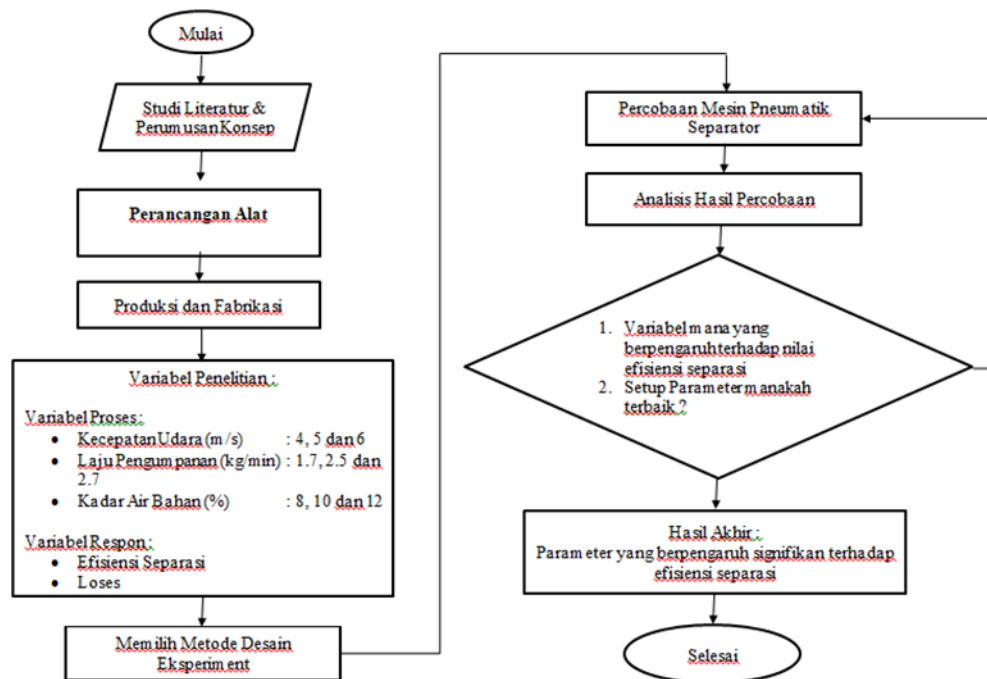 Mulai
Studi Literatur &
Perumusan Konsep
Perancangan Alat
Produksi dan Fabrikasi
Variabel Penelitian :
Variabel Proses :
• Kecepatan Udara (m/s) : 4, 5 dan 6
• Laju Pengumpanan (kg/min) : 1.7, 2.5 dan
2.7
• Kadar Air Bahan (%) : 8, 10 dan 12
Variabel Respon :
• Efisiensi Separasi
• Loses
Memilih Metode Desain
Eksperiment
Percobaan Mesin Pneumatik
Separator
Analisis Hasil Percobaan
1. Variabel mana yang
berpengaruh terhadap nilai
efisiensi separasi
2. Setup Parameter manakah
terbaik ?
Hasil Akhir :
Parameter yang berpengaruh signifikan terhadap
efisiensi separasi
Selesai